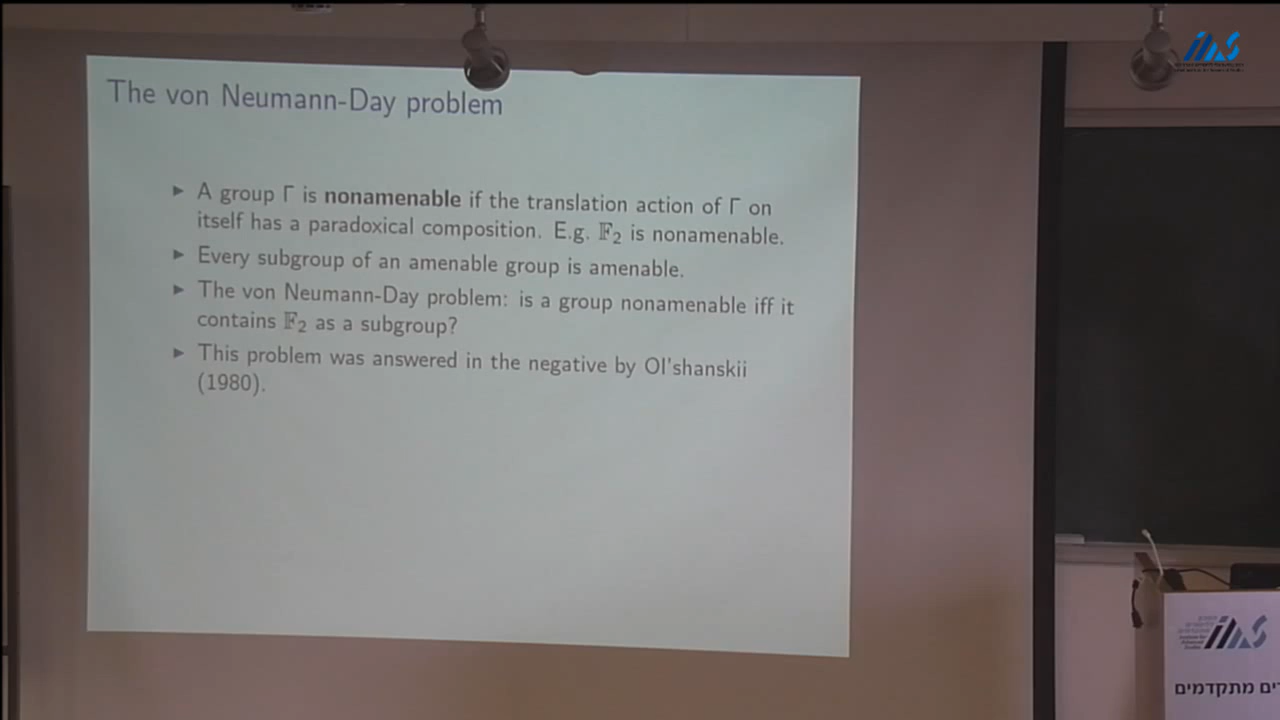 The von Neumann-Day problem
▶ A group Γ is nonamenable if the translation action of Γ on
itself has a paradoxical composition. E.g. 𝔽₂ is nonamenable.
▶ Every subgroup of an amenable group is amenable.
▶ The von Neumann-Day problem: is a group nonamenable iff it
contains 𝔽₂ as a subgroup?
▶ This problem was answered in the negative by Ol'shanskii
(1980).
ים מתקדמים